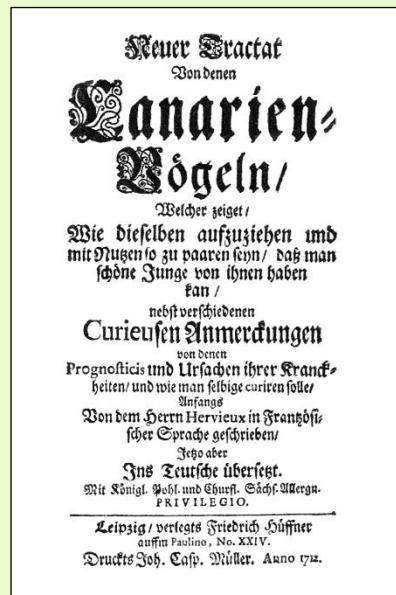 Neuer Tractat
Von denen
Canarien-
Vögeln/
Welcher zeiget/
Wie dieselben aufzuziehen und
mit Nutzen so zu paaren seyn/ daß man
schöne Junge von ihnen haben
kan/
nebst verschiedenen
Curieusen Anmerckungen
von denen
Prognosticis und Ursachen ihrer Kranck-
heiten/ und wie man selbige curiren solle/
Anfangs
Von dem Herrn Hervieux in Frantzösi-
scher Sprache geschrieben/
Jetzo aber
Ins Teutsche übersetzt.
Mit Königl. Pohl. und Churfl. Sächs. Allergn.
PRIVILEGIO.
Leipzig/ verlegts Friedrich Hüffner
auffm Paulino, No. XXIV.
Druckts Joh. Casp. Müller. Anno 1712.